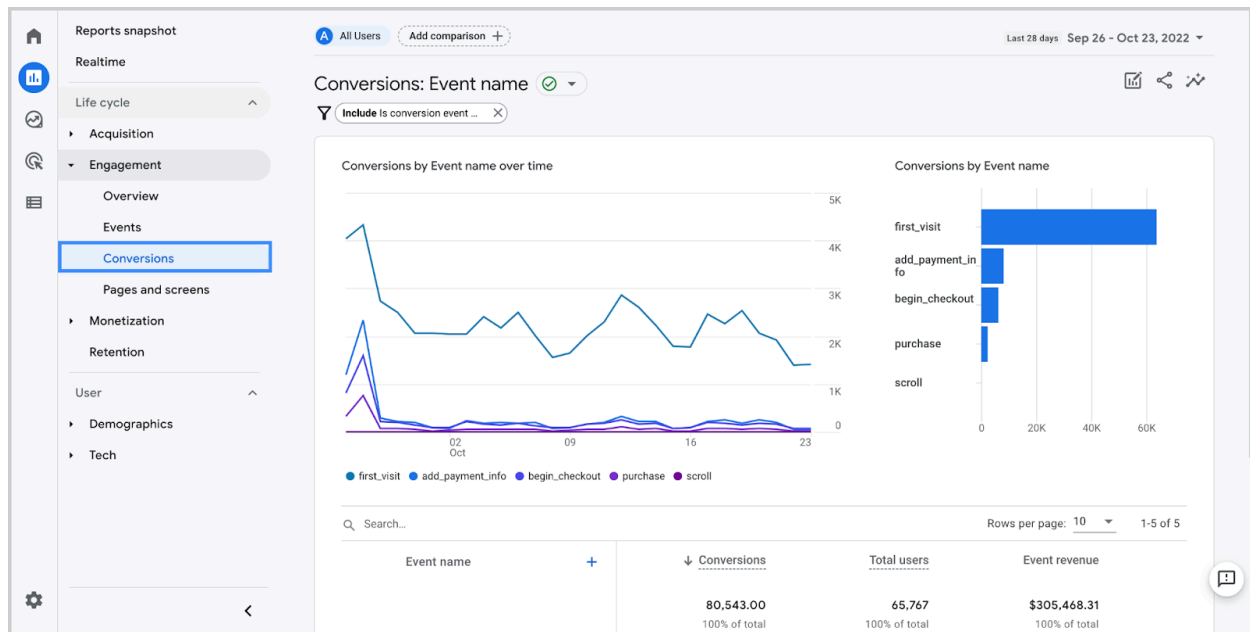 Reports snapshot
Realtime
Life cycle
Acquisition
Engagement
Overview
Events
Conversions
Pages and screens
Monetization
Retention
User
Demographics
Tech
A All Users
Add comparison +
Last 28 days Sep 26 - Oct 23, 2022
Conversions: Event name
Include Is conversion event ...
Conversions by Event name over time
5K
4K
3K
2K
1K
0
02
Oct
09
16
23
first_visit add_payment_info begin_checkout purchase scroll
Conversions by Event name
first_visit
add_payment_in
fo
begin_checkout
purchase
scroll
0 20K 40K 60K
Search...
Rows per page: 10 1-5 of 5
Event name + Conversions Total users Event revenue
80,543.00 65,767 $305,468.31
100% of total 100% of total 100% of total